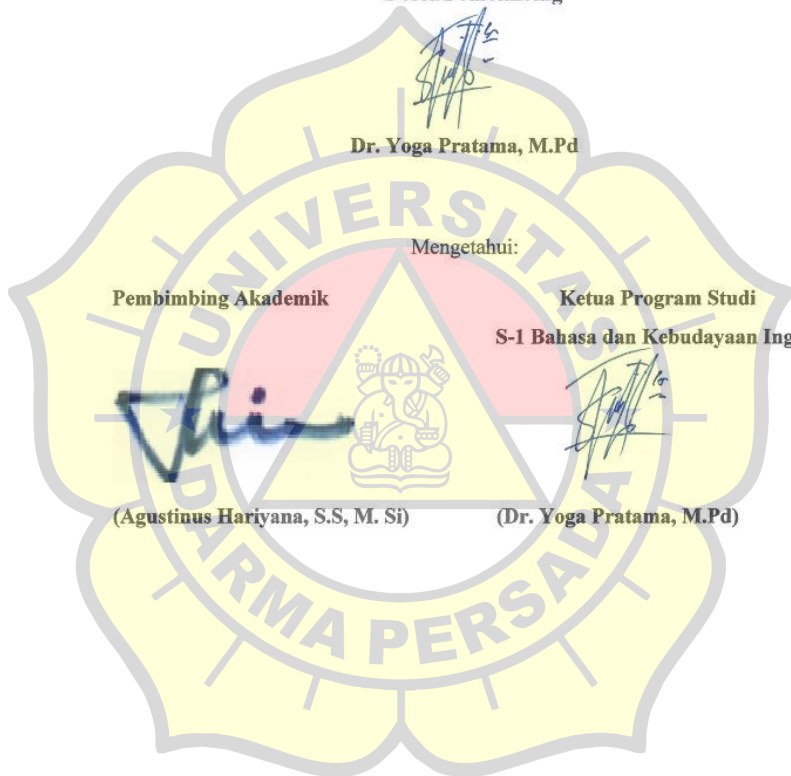 Dr. Yoga Pratama, M.Pd
Mengetahui:
Pembimbing Akademik
Ketua Program Studi
S-1 Bahasa dan Kebudayaan Ing
(Agustinus Hariyana, S.S, M. Si)
(Dr. Yoga Pratama, M.Pd)
UNIVERSITAS
DARMA PERSADA